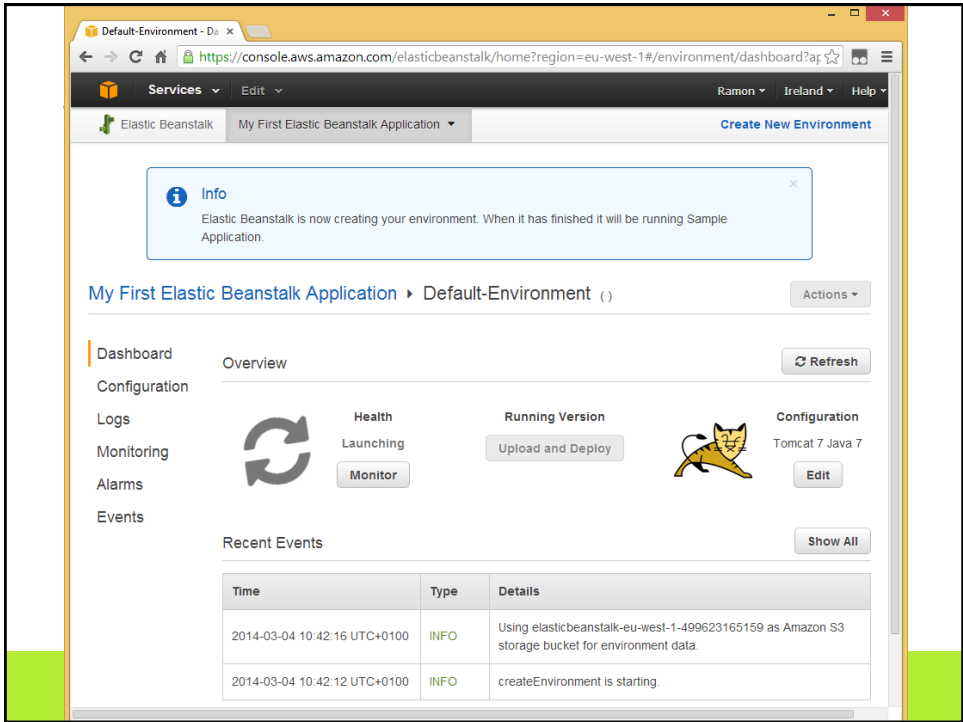 Default-Environment - Da
https://console.aws.amazon.com/elasticbeanstalk/home?region=eu-west-1#/environment/dashboard?ap
Services Edit Ramon Ireland Help
Elastic Beanstalk My First Elastic Beanstalk Application Create New Environment
Info
Elastic Beanstalk is now creating your environment. When it has finished it will be running Sample
Application.
My First Elastic Beanstalk Application Default-Environment ( ) Actions
Dashboard
Configuration
Logs
Monitoring
Alarms
Events
Overview Refresh
Health
Launching
Monitor
Running Version
Upload and Deploy
Configuration
Tomcat 7 Java 7
Edit
Recent Events Show All
Time Type Details
2014-03-04 10:42:16 UTC+0100 INFO Using elasticbeanstalk-eu-west-1-499623165159 as Amazon S3
storage bucket for environment data.
2014-03-04 10:42:12 UTC+0100 INFO createEnvironment is starting.